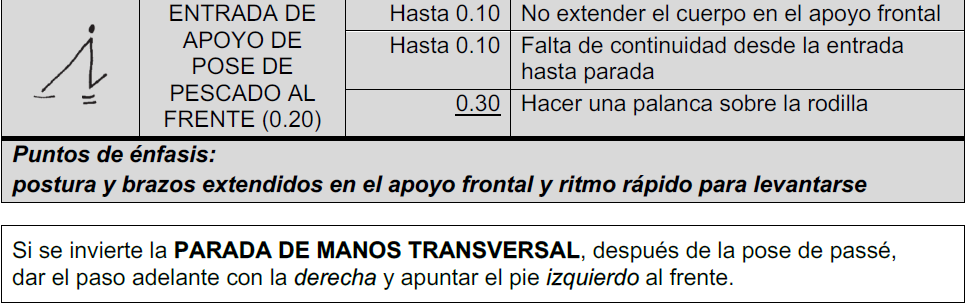 ENTRADA DE
APOYO DE
POSE DE
PESCADO AL
FRENTE (0.20)
Hasta 0.10 No extender el cuerpo en el apoyo frontal
Hasta 0.10 Falta de continuidad desde la entrada
hasta parada
0.30 Hacer una palanca sobre la rodilla
Puntos de énfasis:
postura y brazos extendidos en el apoyo frontal y ritmo rápido para levantarse
Si se invierte la PARADA DE MANOS TRANSVERSAL, después de la pose de passé,
dar el paso adelante con la derecha y apuntar el pie izquierdo al frente.